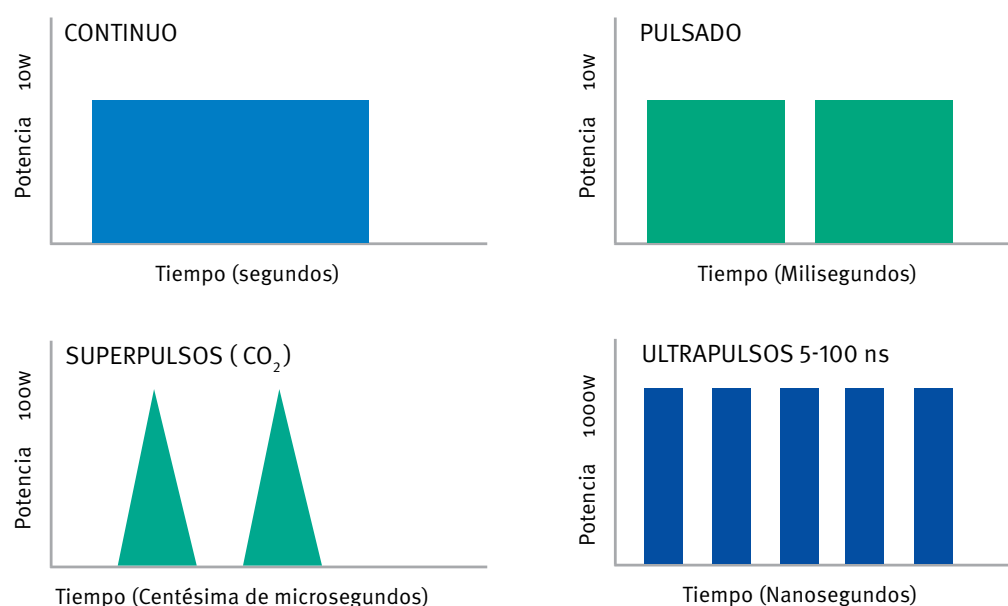 CONTINUO
Potencia 10W
Tiempo (segundos)
PULSADO
Potencia 10W
Tiempo (Milisegundos)
SUPERPULSOS ( CO₂)
Potencia 100W
Tiempo (Centésima de microsegundos)
ULTRAPULSOS 5-100 ns
Potencia 1000W
Tiempo (Nanosegundos)